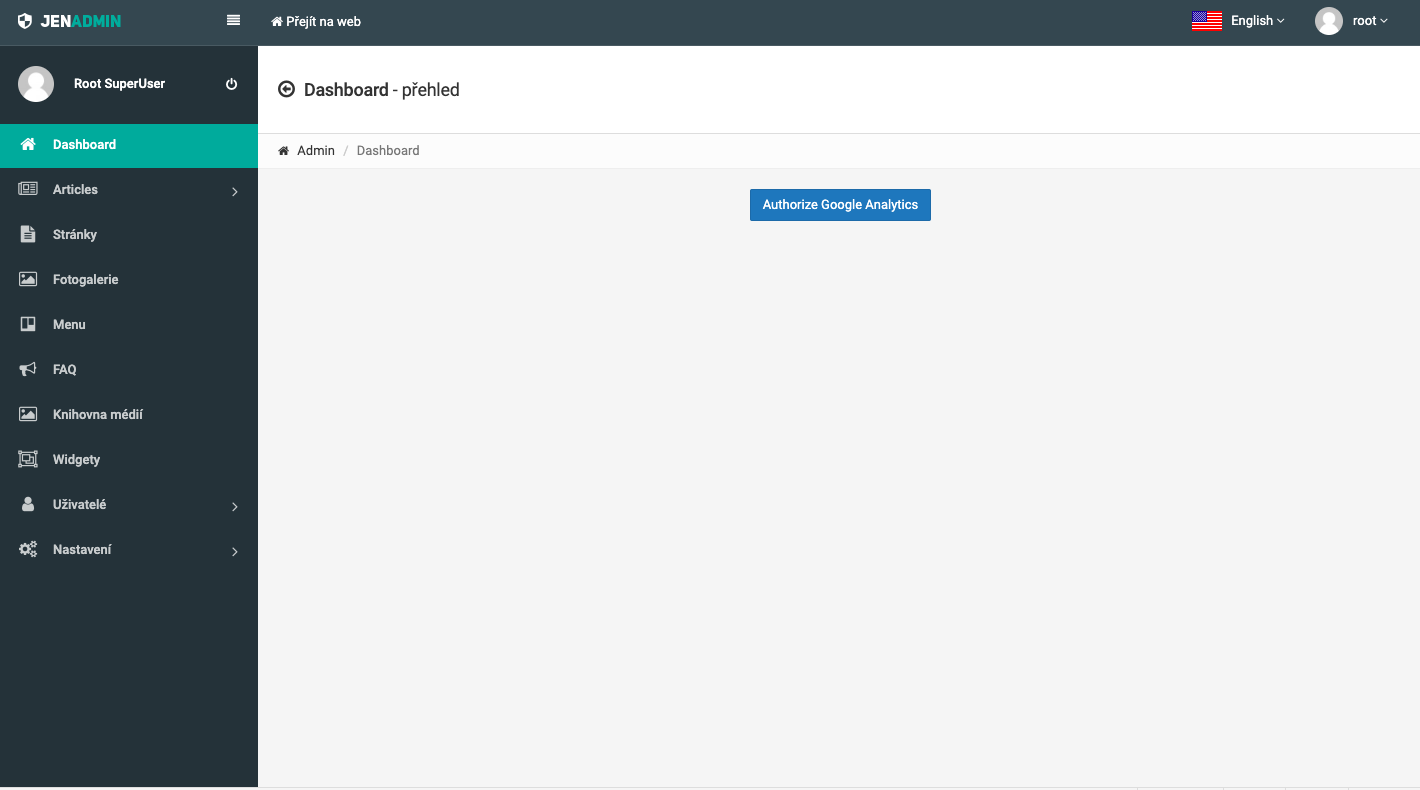 JENADMIN
Přejít na web
English
root
Root SuperUser
Dashboard - přehled
Dashboard
Admin / Dashboard
Articles
Authorize Google Analytics
Stránky
Fotogalerie
Menu
FAQ
Knihovna médií
Widgety
Uživatelé
Nastavení